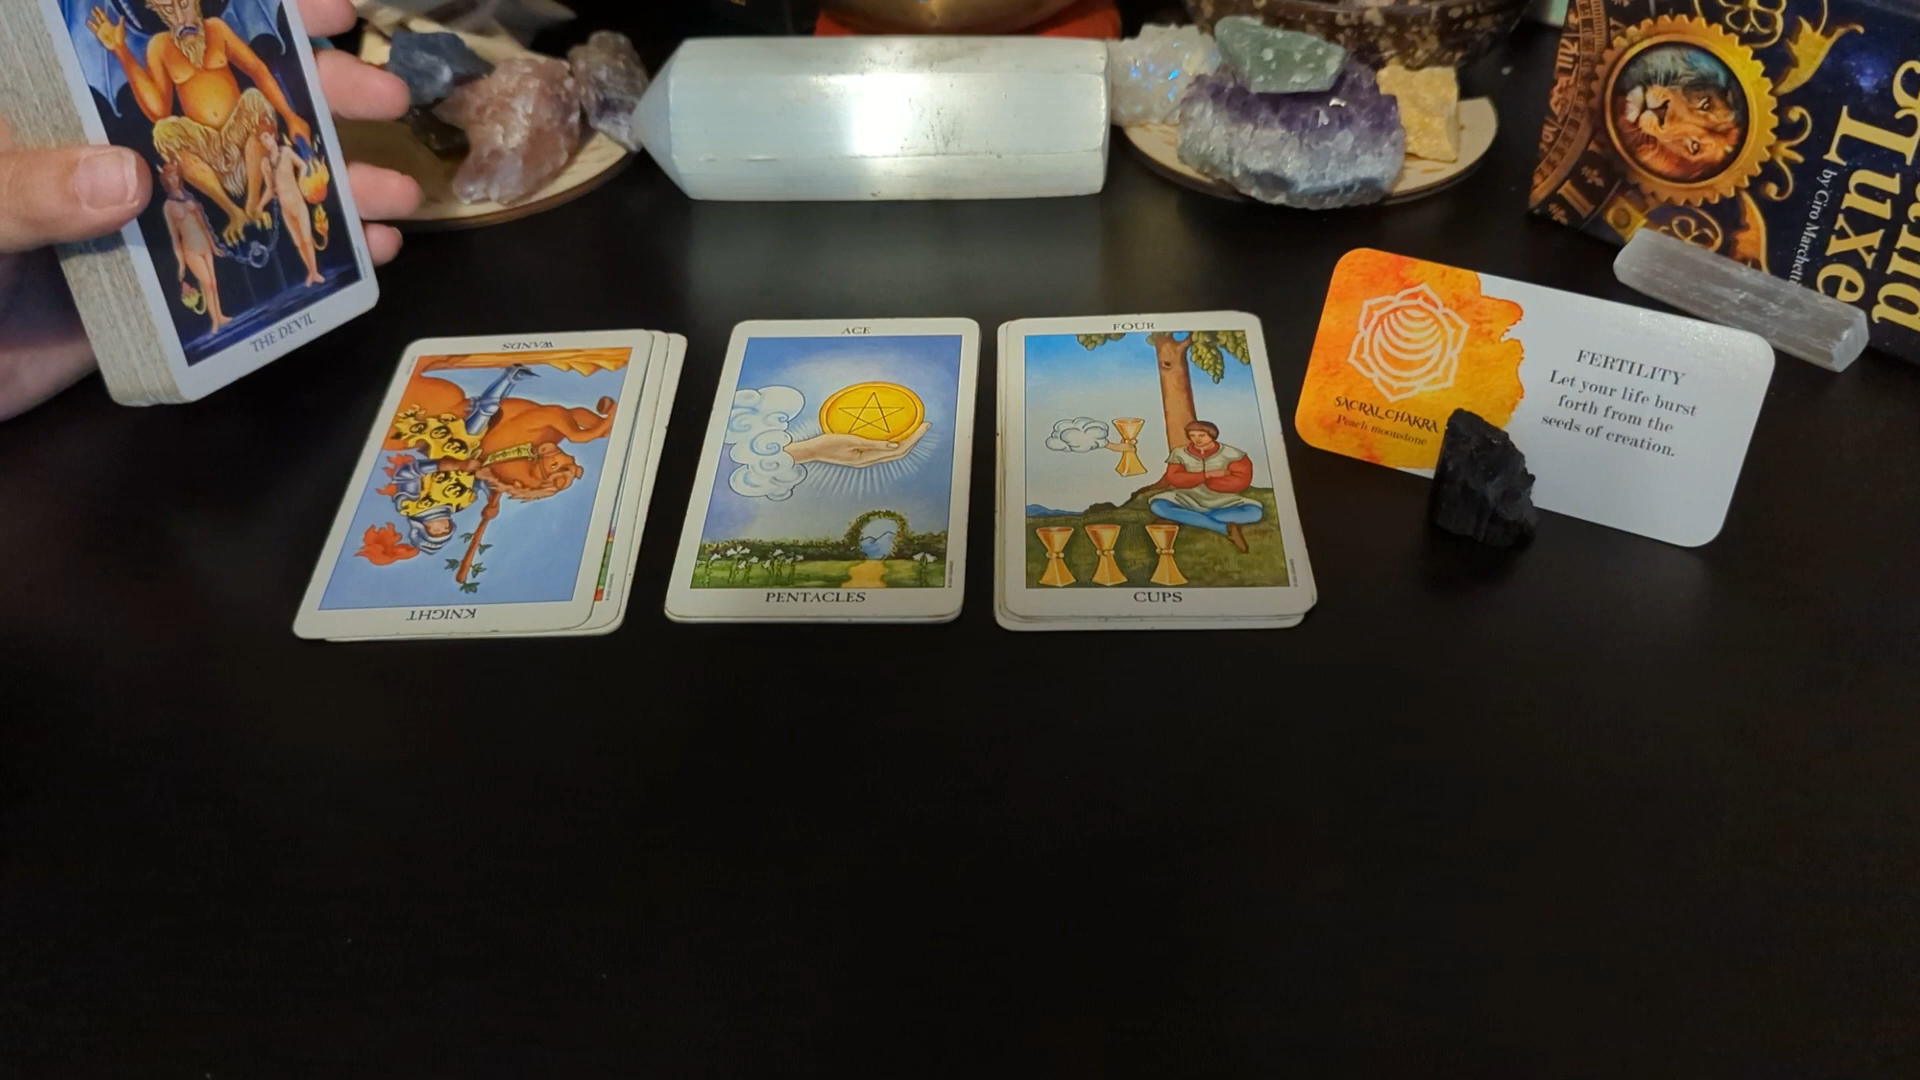 THE DEVIL
WANDS
KNIGHT
ACE
PENTACLES
FOUR
CUPS
SACRAL CHAKRA
Peach moonstone
FERTILITY
Let your life burst
forth from the
seeds of creation.
Luxe
by Ciro Marchetti